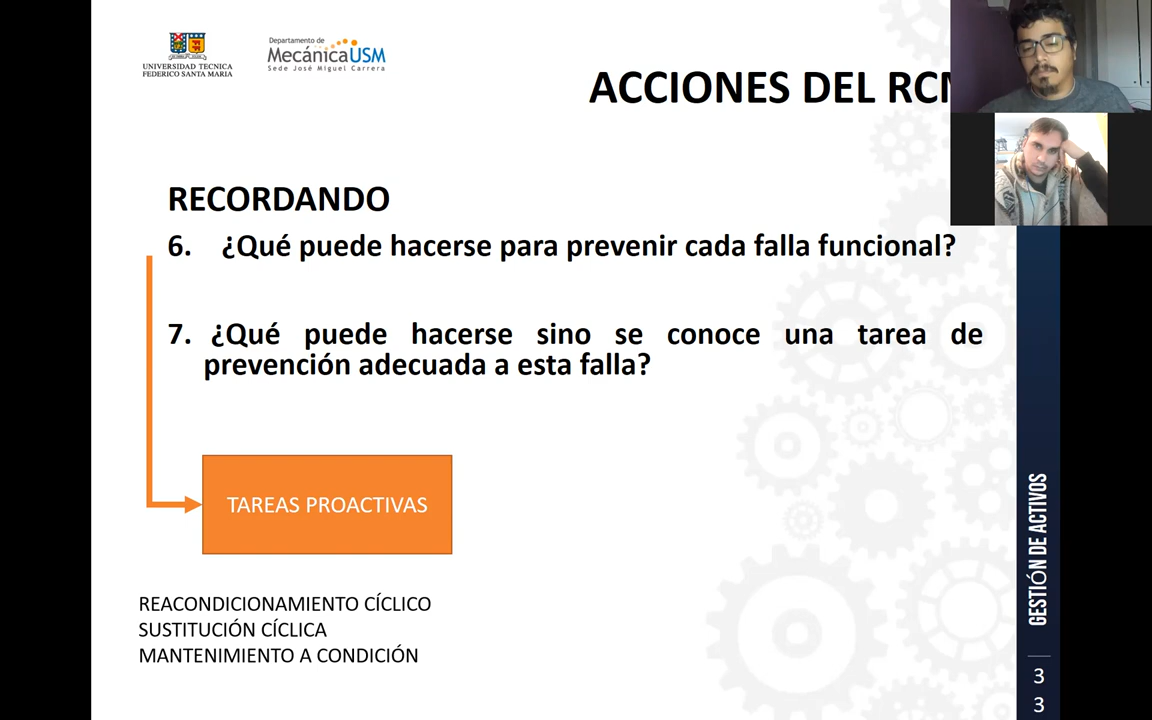 UNIVERSIDAD TECNICA
FEDERICO SANTA MARIA
Departamento de
MecánicaUSM
Sede José Miguel Carrera
ACCIONES DEL
RECORDANDO
6. ¿Qué puede hacerse para prevenir cada falla funcional?
7. ¿Qué puede hacerse sino se conoce una tarea de
prevención adecuada a esta falla?
TAREAS PROACTIVAS
REACONDICIONAMIENTO CÍCLICO
SUSTITUCIÓN CÍCLICA
MANTENIMIENTO A CONDICIÓN
GESTIÓN DE ACTIVOS
3
3